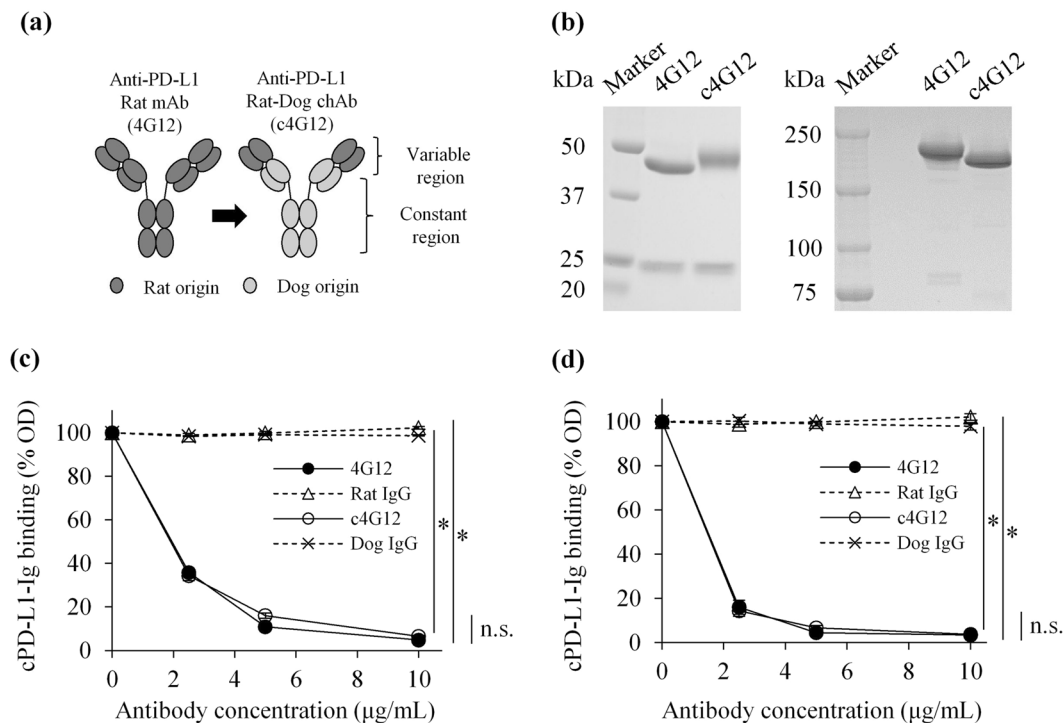 (a)
Anti-PD-L1
Rat mAb
(4G12)
Anti-PD-L1
Rat-Dog chAb
(c4G12)
Variable
region
Constant
region
Rat origin
Dog origin
(b)
kDa
Marker
4G12
c4G12
50
37
25
20
kDa
Marker
4G12
c4G12
250
150
100
75
(c)
cPD-L1-Ig binding (% OD)
100
80
60
40
20
0
0 2 4 6 8 10
Antibody concentration (µg/mL)
4G12
Rat IgG
c4G12
Dog IgG
*
*
n.s.
(d)
cPD-L1-Ig binding (% OD)
100
80
60
40
20
0
0 2 4 6 8 10
Antibody concentration (µg/mL)
4G12
Rat IgG
c4G12
Dog IgG
*
*
n.s.